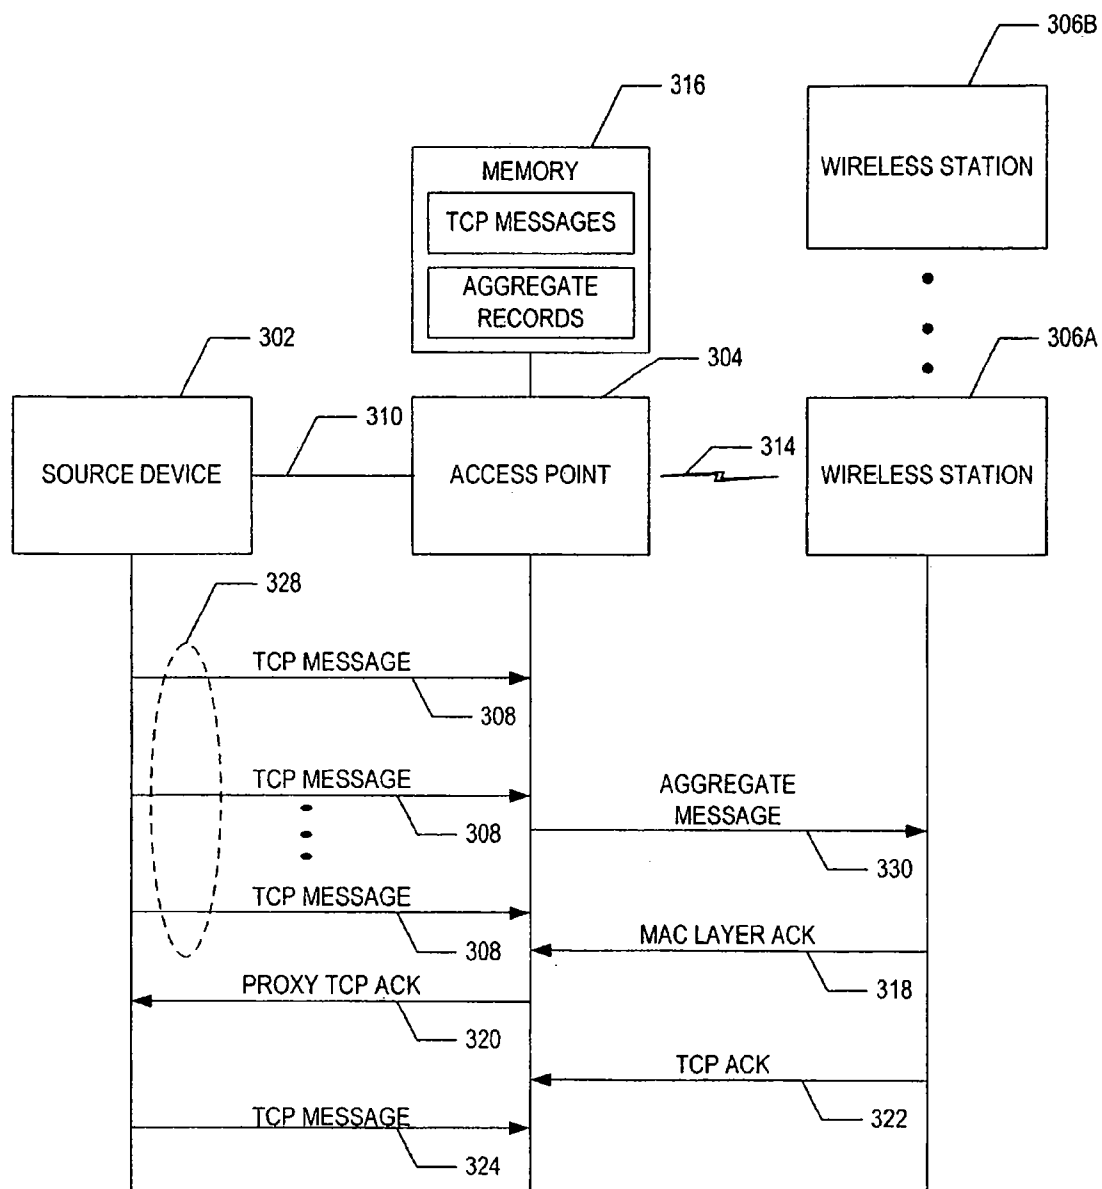 306B
316
MEMORY
TCP MESSAGES
AGGREGATE
RECORDS
WIRELESS STATION
302
304
306A
310
314
SOURCE DEVICE
ACCESS POINT
WIRELESS STATION
328
TCP MESSAGE
308
TCP MESSAGE
308
AGGREGATE
MESSAGE
330
TCP MESSAGE
308
MAC LAYER ACK
318
PROXY TCP ACK
320
TCP ACK
322
TCP MESSAGE
324